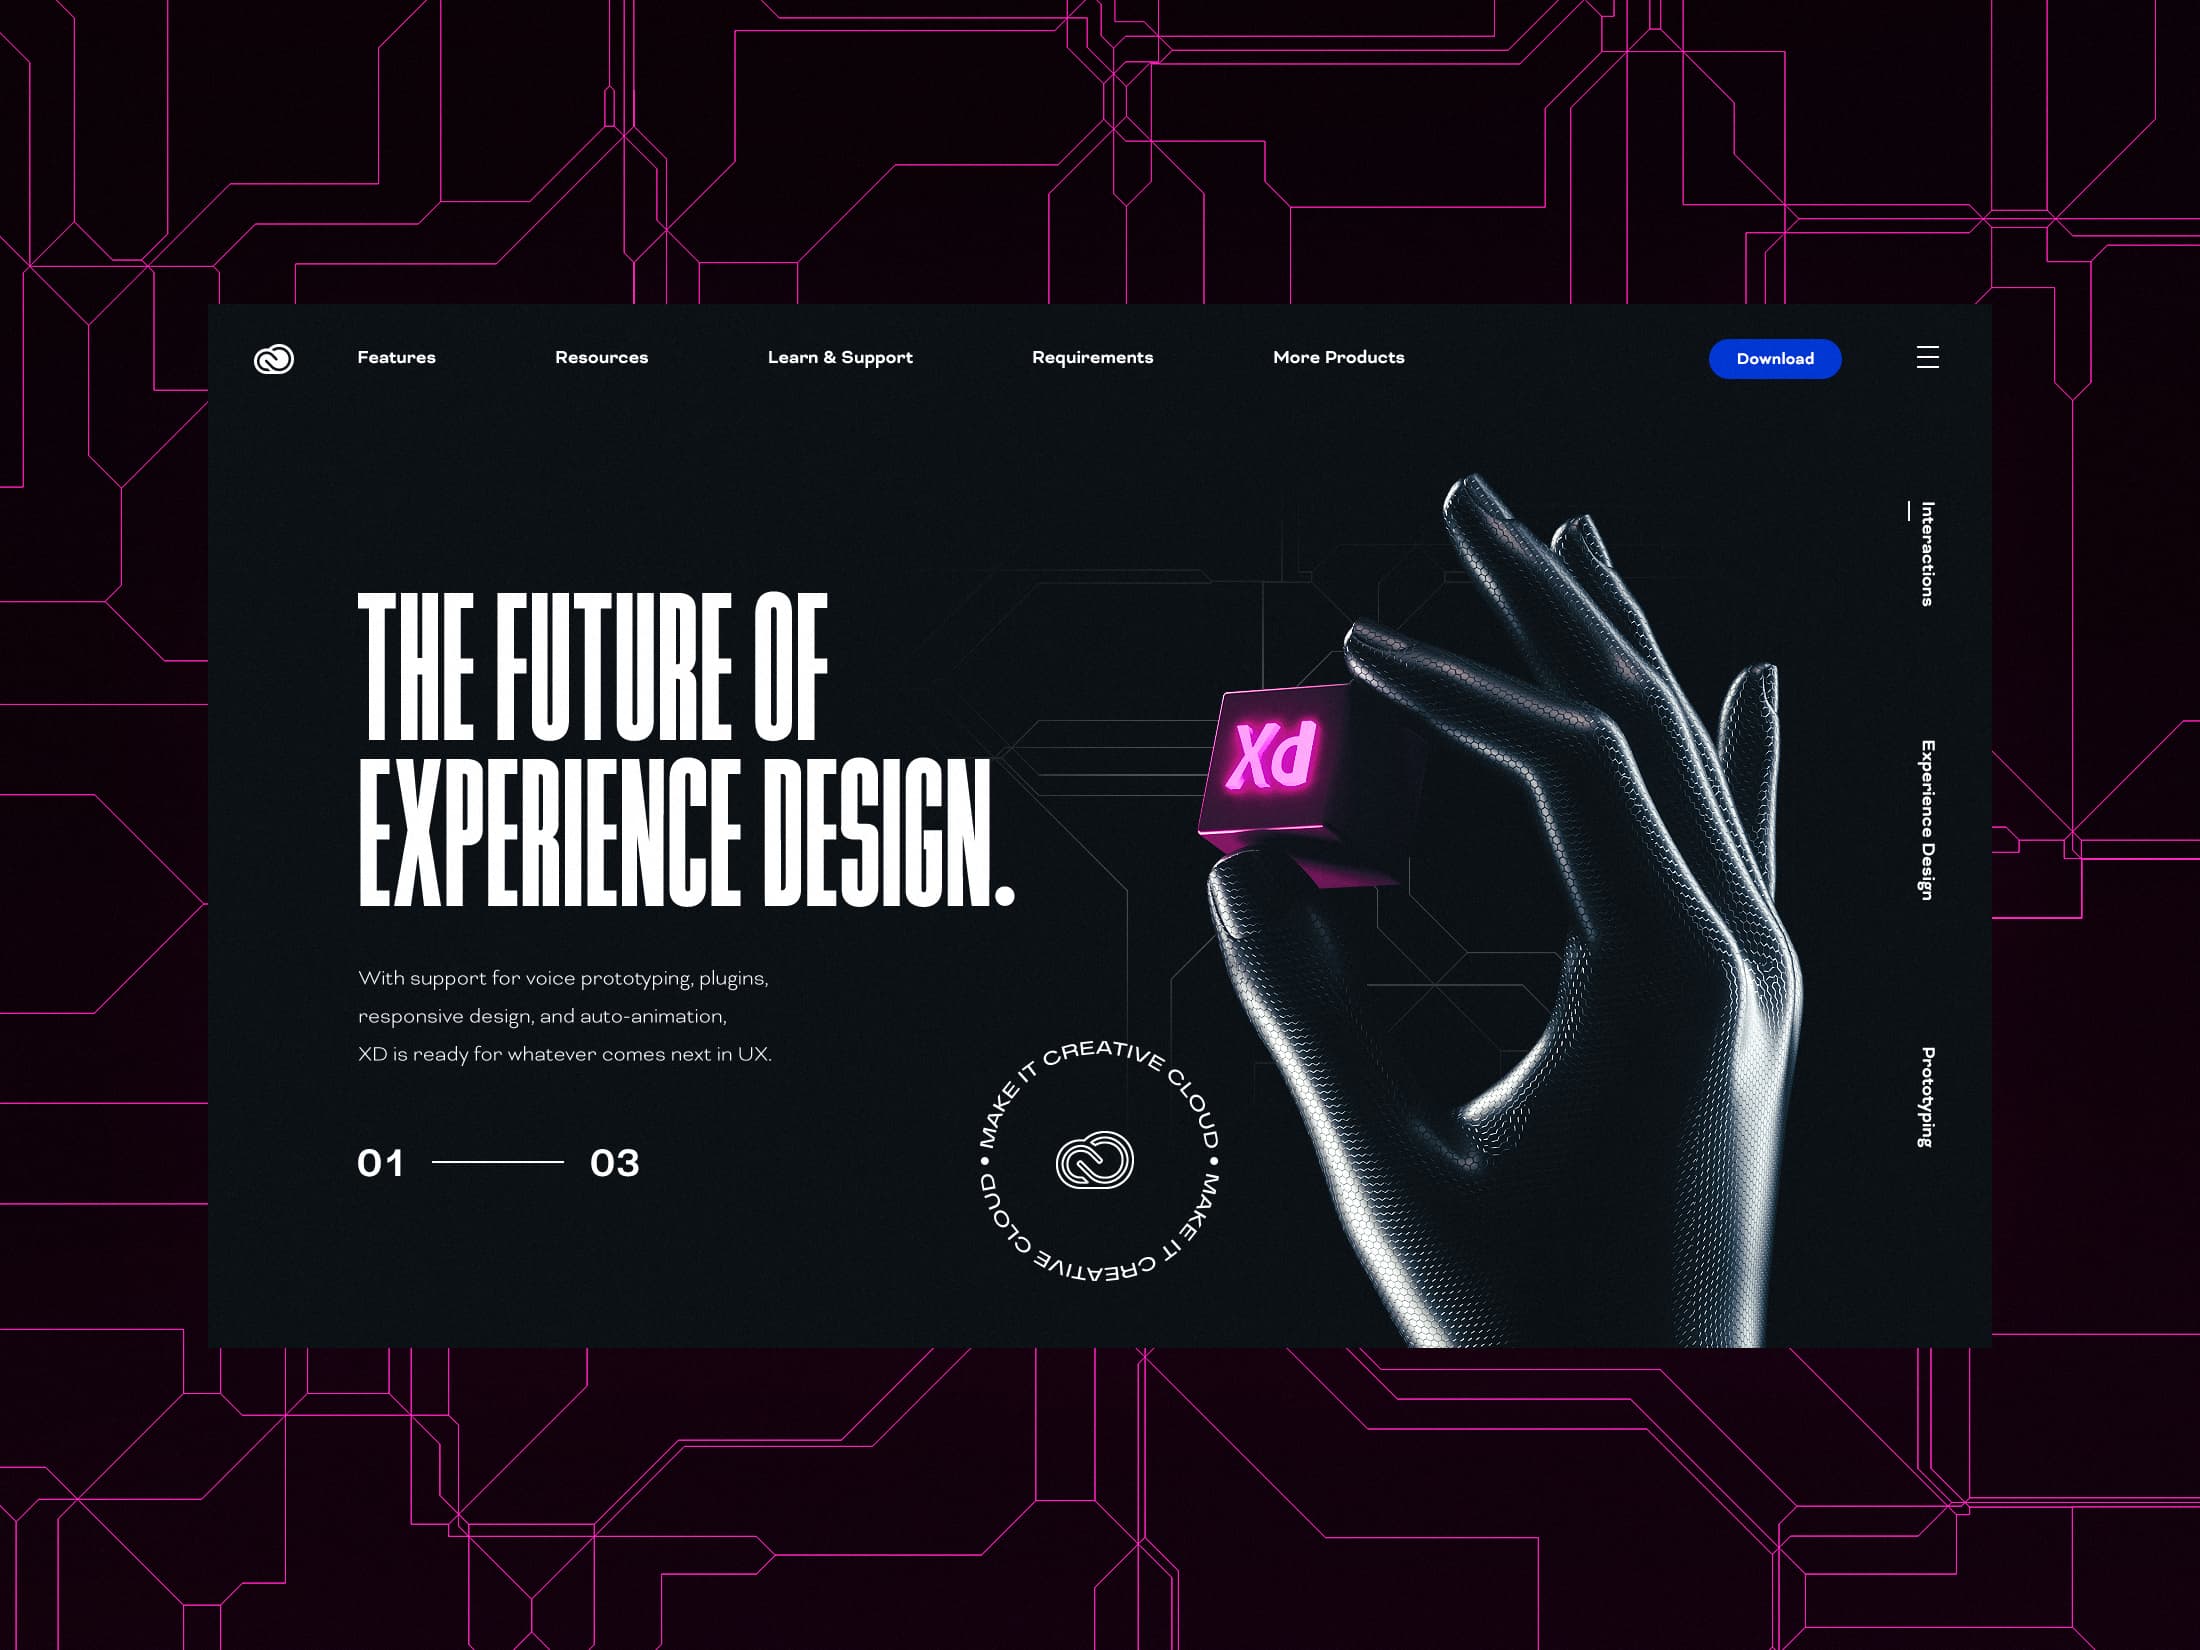 Features
Resources
Learn & Support
Requirements
More Products
Download
THE FUTURE OF
EXPERIENCE DESIGN.
With support for voice prototyping, plugins,
responsive design, and auto-animation,
XD is ready for whatever comes next in UX.
01
03
MAKE IT CREATIVE CLOUD • MAKE IT CREATIVE CLOUD •
Xd
Interactions
Experience Design
Prototyping